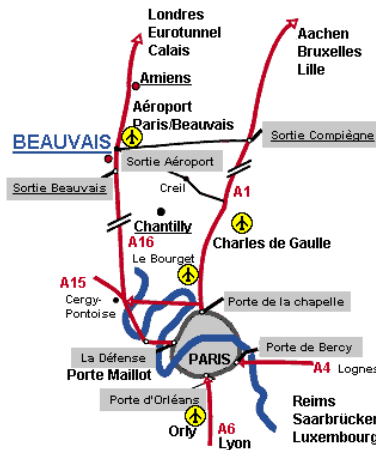 Londres
Eurotunnel
Calais
Aachen
Bruxelles
Lille
Amiens
Aéroport
Paris/Beauvais
BEAUVAIS
Sortie Compiègne
Sortie Aéroport
Sortie Beauvais
Creil
A1
Chantilly
Charles de Gaulle
A16
Le Bourget
A15
Cergy-
Pontoise
Porte de la chapelle
La Défense
Porte Maillot
PARIS
Porte de Bercy
A4
Lognes
Porte d'Orléans
Orly
A6
Lyon
Reims
Saarbrücken
Luxembourg